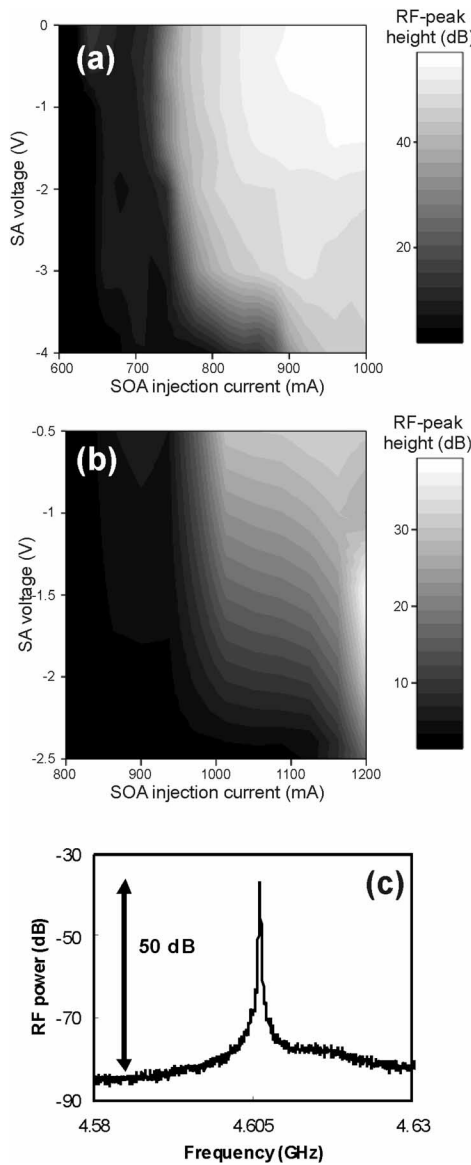 RF-peak
height (dB)
(a)
0
-1
-2
-3
-4
SA voltage (V)
600
700
800
900
1000
SOA injection current (mA)
40
20
RF-peak
height (dB)
(b)
-0.5
-1
-1.5
-2
-2.5
SA voltage (V)
800
900
1000
1100
1200
SOA injection current (mA)
30
20
10
(c)
-30
-50
-70
-90
RF power (dB)
50 dB
4.58
4.605
4.63
Frequency (GHz)